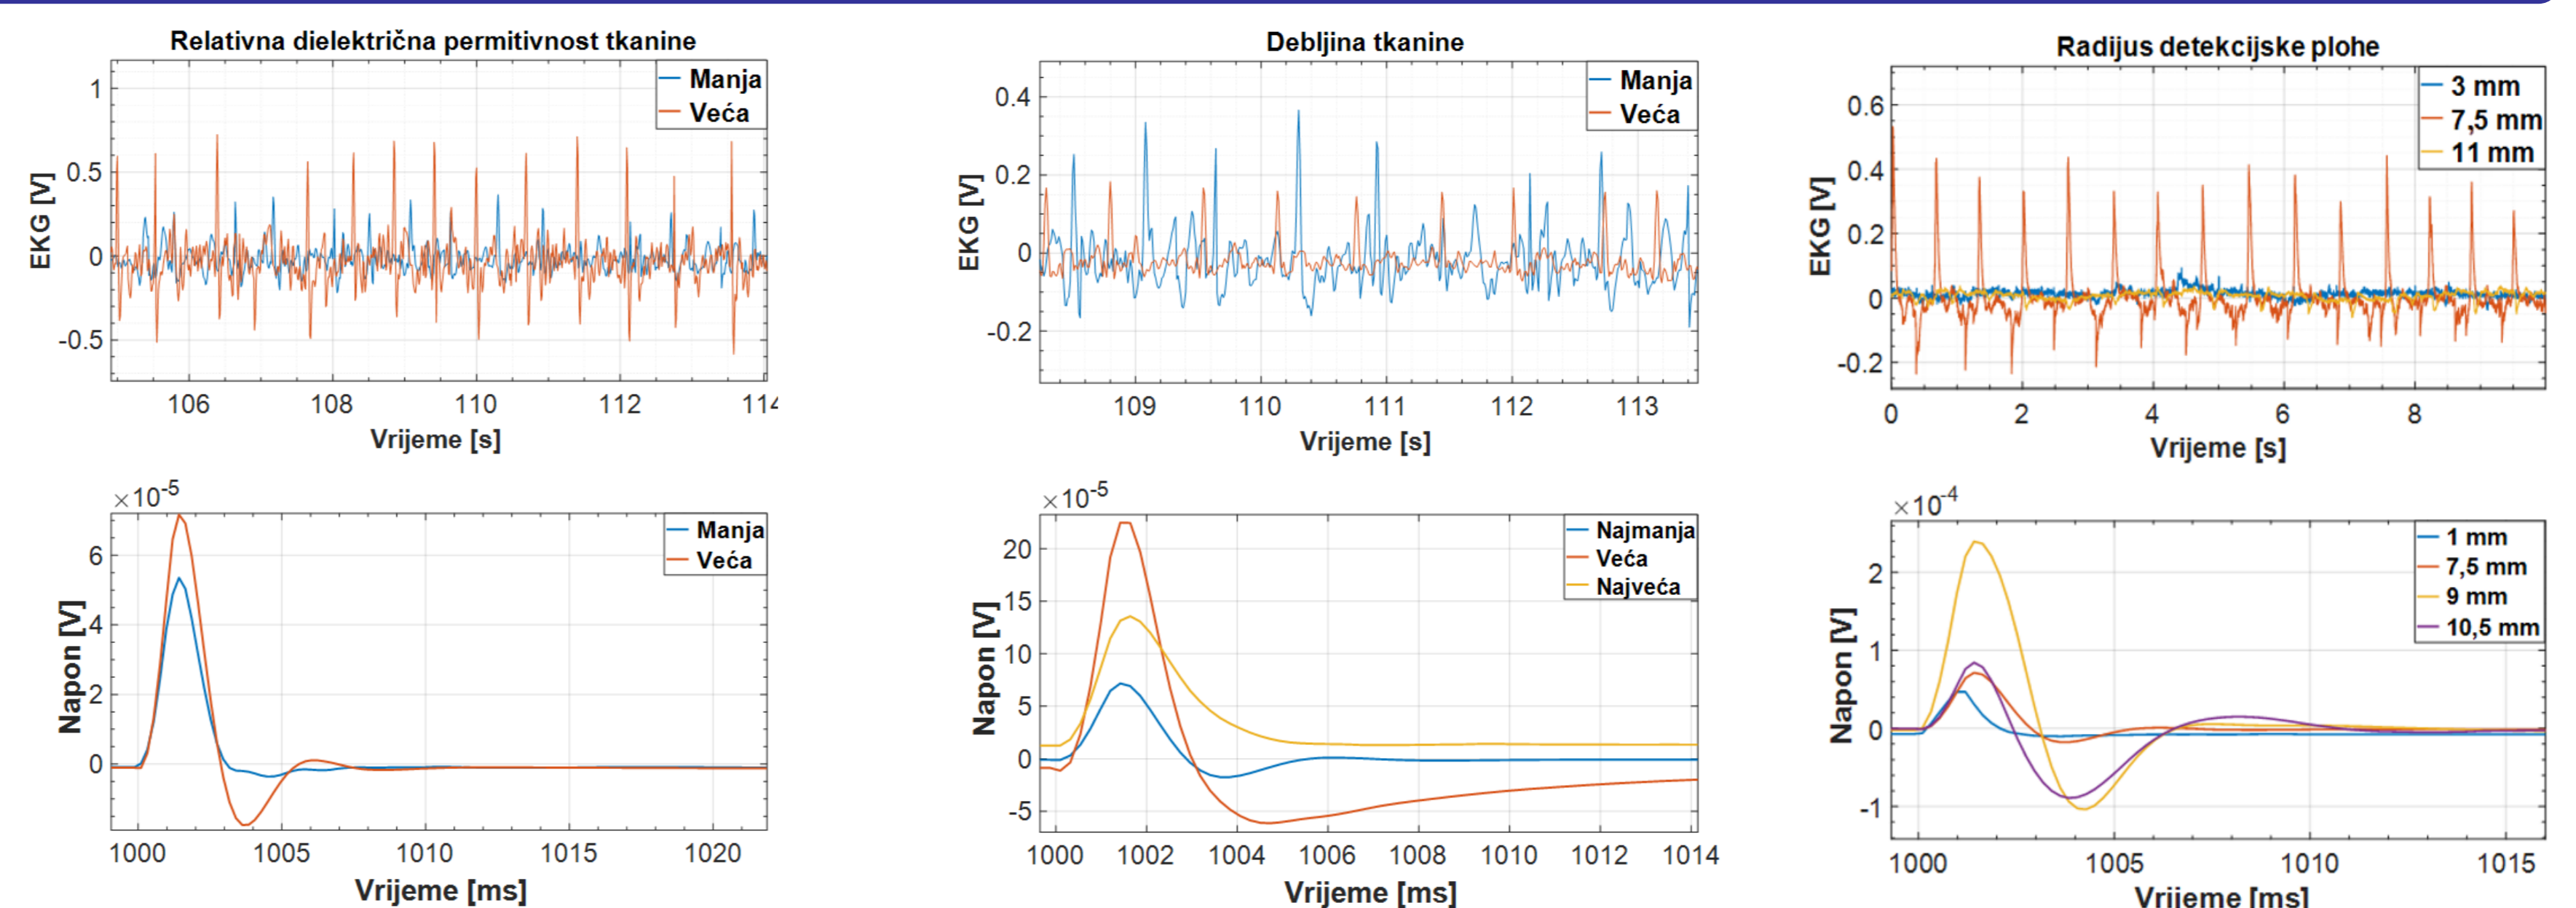 Relativna dielektrična permitivnost tkanine
Manja
Veća
1
0.5
0
-0.5
EKG [V]
106 108 110 112 114
Vrijeme [s]
Debljina tkanine
Manja
Veća
0.4
0.2
0
-0.2
EKG [V]
109 110 111 112 113
Vrijeme [s]
Radijus detekcijske plohe
3 mm
7,5 mm
11 mm
0.6
0.4
0.2
0
-0.2
EKG [V]
0 2 4 6 8
Vrijeme [s]
×10-5
Manja
Veća
6
4
2
0
Napon [V]
1000 1005 1010 1015 1020
Vrijeme [ms]
×10-5
Najmanja
Veća
Najveća
20
15
10
5
0
-5
Napon [V]
1000 1002 1004 1006 1008 1010 1012 1014
Vrijeme [ms]
×10-4
1 mm
7,5 mm
9 mm
10,5 mm
2
1
0
-1
Napon [V]
1000 1005 1010 1015
Vrijeme [ms]